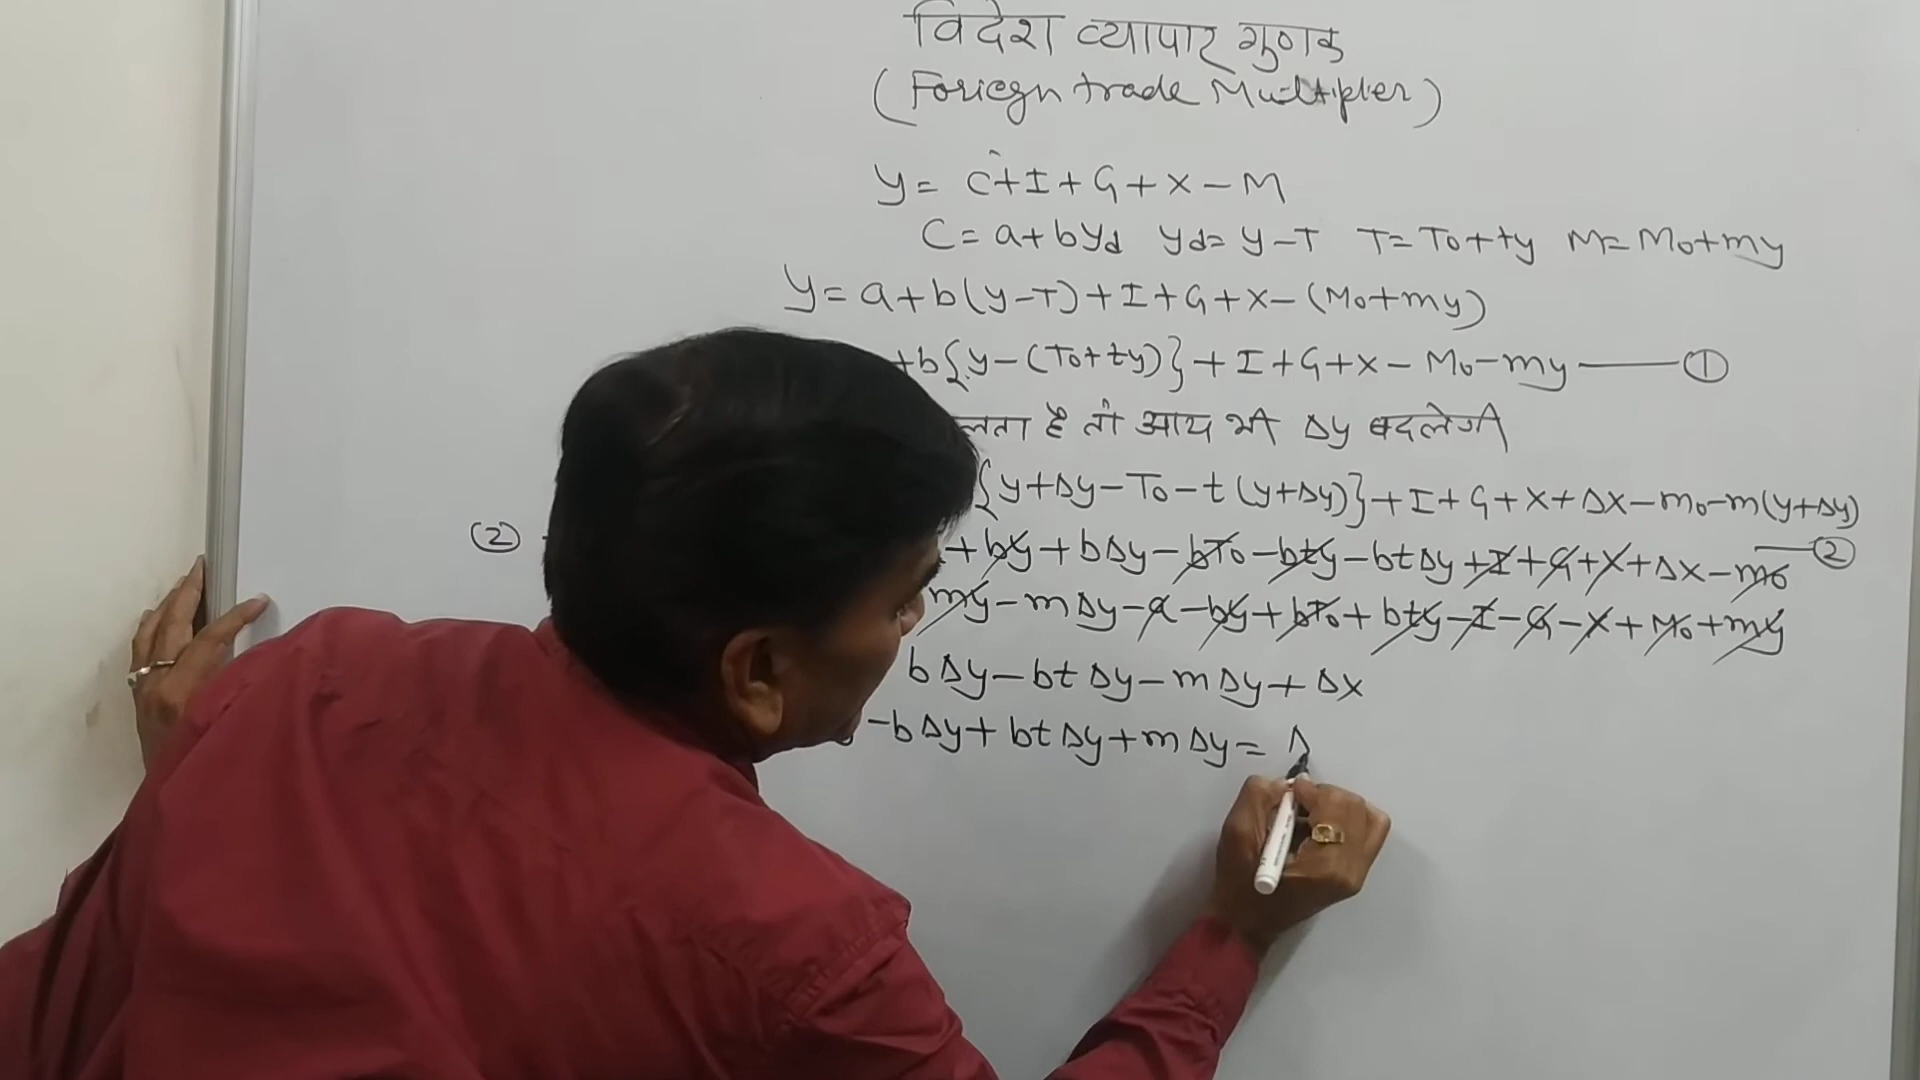 विदेश व्यापार गुणक
(Foriegn trade Multiplier)
y = C+I+G+X-M
C = a+byd yd= y-T T= To+ty M= Mo+my
y= a+b(y-T)+I+G+X-(Mo+my)
+b{y-(To+ty)}+I+G+x-Mo-my ①
है तो आय भी Δy बदलेगी
{y+Δy-To-t(y+Δy)}+I+G+X+ΔX-mo-m(y+Δy)
②
② +by+bΔy-bTo-bty-btΔy+I+G+X+Δx-mo
my-mΔy-a-by+bTo+bty-I-G-X+Mo+my
bΔy-btΔy-mΔy+Δx
-bΔy+btΔy+mΔy= Δ